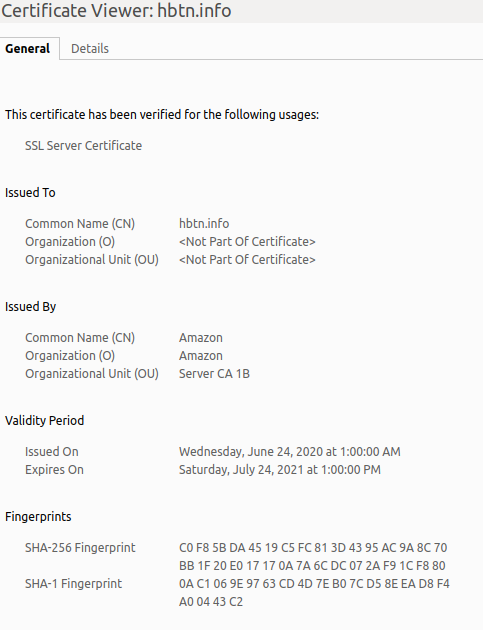 Certificate Viewer: hbtn.info
General Details
This certificate has been verified for the following usages:
SSL Server Certificate
Issued To
Common Name (CN) hbtn.info
Organization (O) <Not Part Of Certificate>
Organizational Unit (OU) <Not Part Of Certificate>
Issued By
Common Name (CN) Amazon
Organization (O) Amazon
Organizational Unit (OU) Server CA 1B
Validity Period
Issued On Wednesday, June 24, 2020 at 1:00:00 AM
Expires On Saturday, July 24, 2021 at 1:00:00 PM
Fingerprints
SHA-256 Fingerprint C0 F8 5B DA 45 19 C5 FC 81 3D 43 95 AC 9A 8C 70
BB 1F 20 E0 17 17 0A 7A 6C DC 07 2A F9 1C F8 80
SHA-1 Fingerprint 0A C1 06 9E 97 63 CD 4D 7E B0 7C D5 8E EA D8 F4
A0 04 43 C2